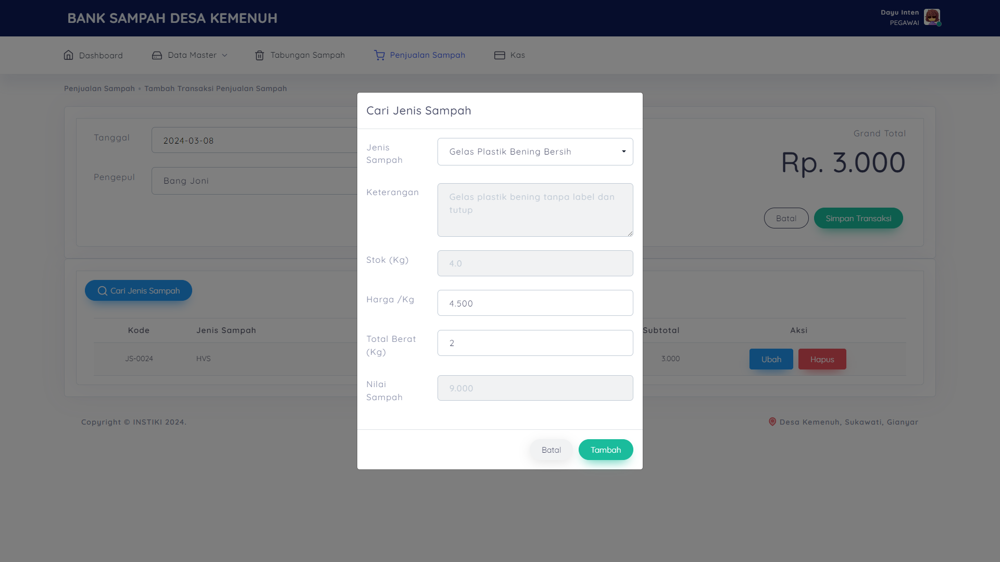 BANK SAMPAH DESA KEMENUH
Dayu Inten
PEGAWAI
Dashboard
Data Master
Tabungan Sampah
Penjualan Sampah
Kas
Penjualan Sampah • Tambah Transaksi Penjualan Sampah
Tanggal
2024-03-08
Pengepul
Bang Joni
Grand Total
Rp. 3.000
Batal
Simpan Transaksi
Cari Jenis Sampah
Kode
Jenis Sampah
Subtotal
Aksi
JS-0024
HVS
3.000
Ubah
Hapus
Cari Jenis Sampah
Jenis
Sampah
Gelas Plastik Bening Bersih
Keterangan
Gelas plastik bening tanpa label dan
tutup
Stok (Kg)
4.0
Harga /Kg
4.500
Total Berat
(Kg)
2
Nilai
Sampah
9.000
Batal
Tambah
Copyright © INSTIKI 2024.
Desa Kemenuh, Sukawati, Gianyar